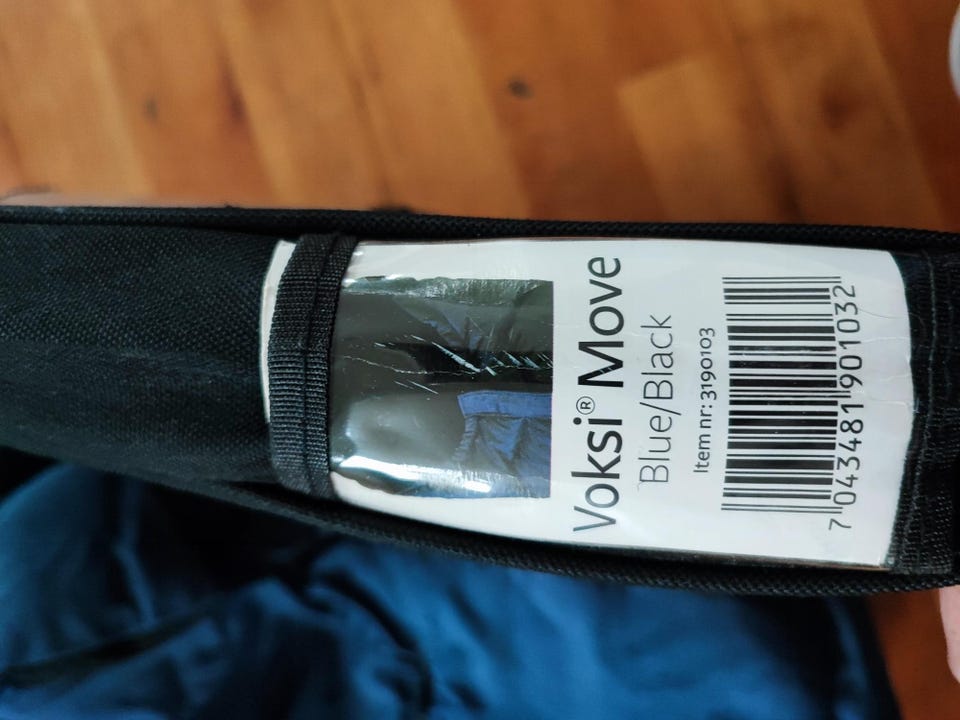 Voksi® Move
Blue/Black
Item nr: 3190103
7 043481 901032